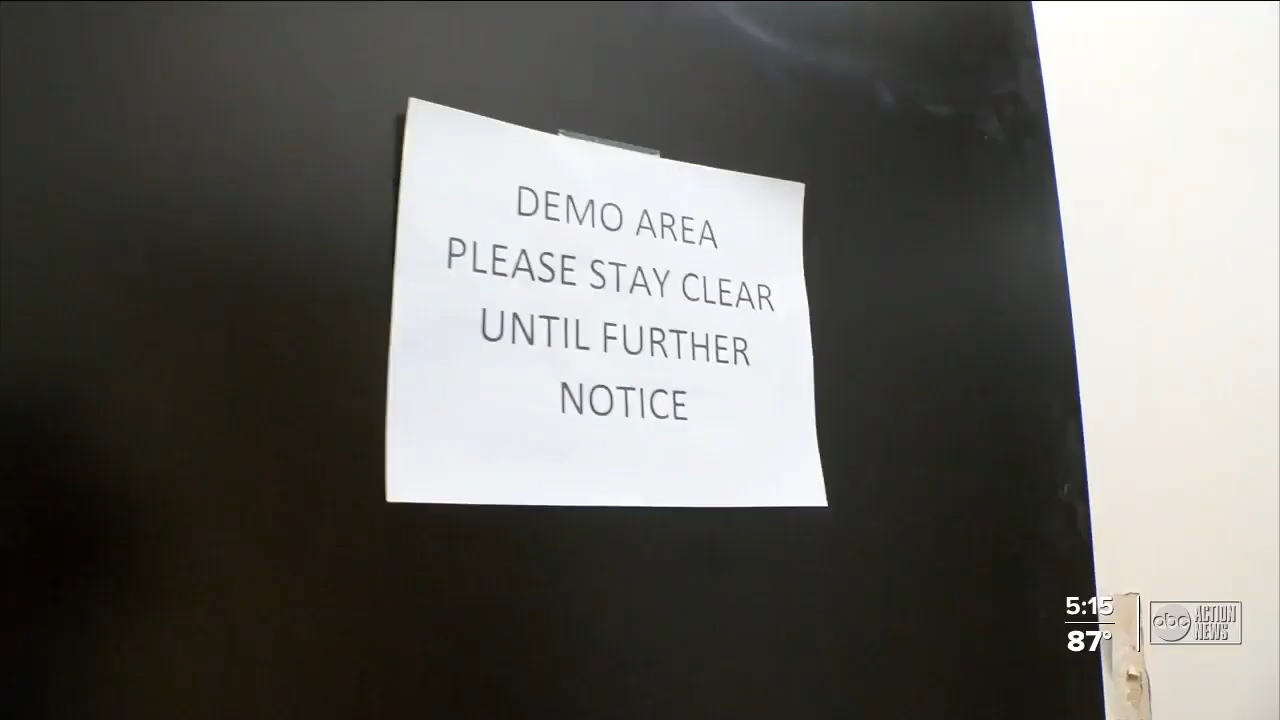 DEMO AREA
PLEASE STAY CLEAR
UNTIL FURTHER
NOTICE
5:15
87°
abc ACTION
NEWS